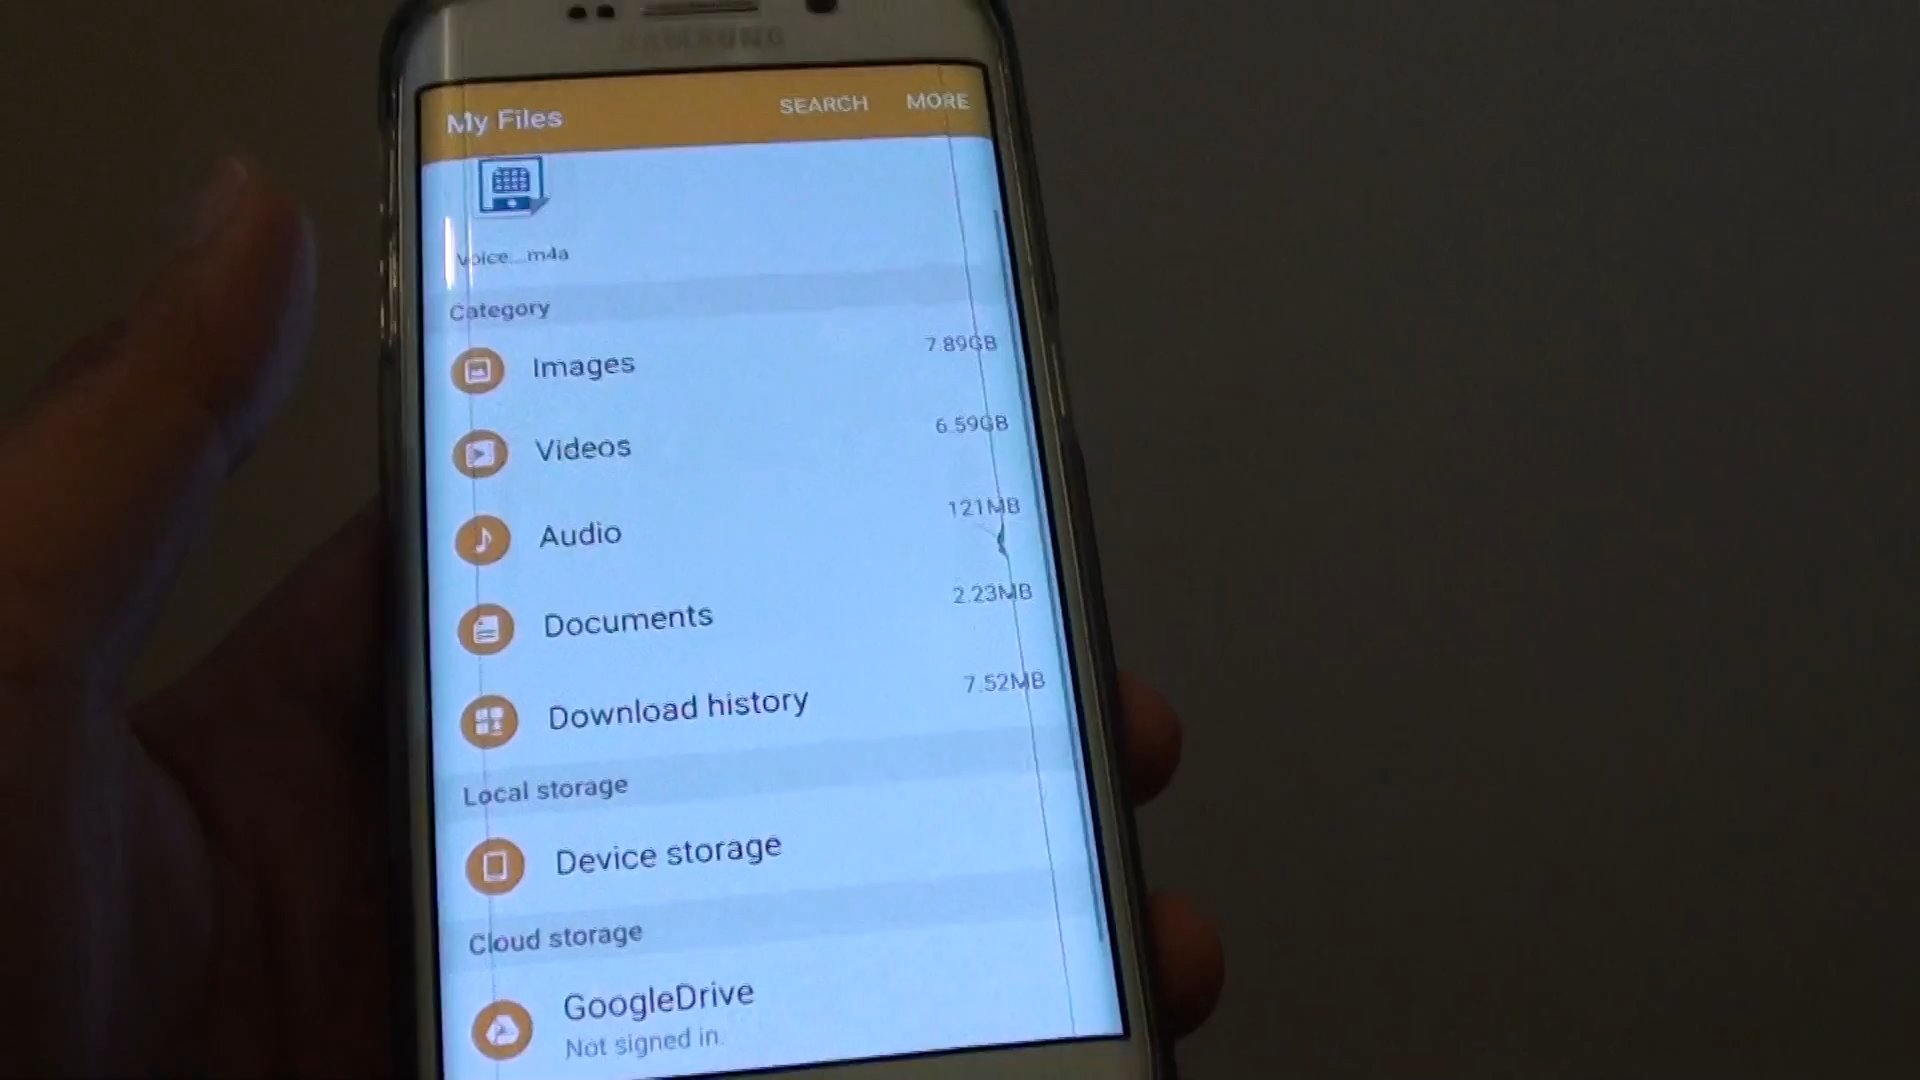 SAMSUNG
My Files SEARCH MORE
Voice...m4a
Category
Images 7.89GB
Videos 6.59GB
Audio 121MB
Documents 2.23MB
Download history 7.52MB
Local storage
Device storage
Cloud storage
GoogleDrive
Not signed in.